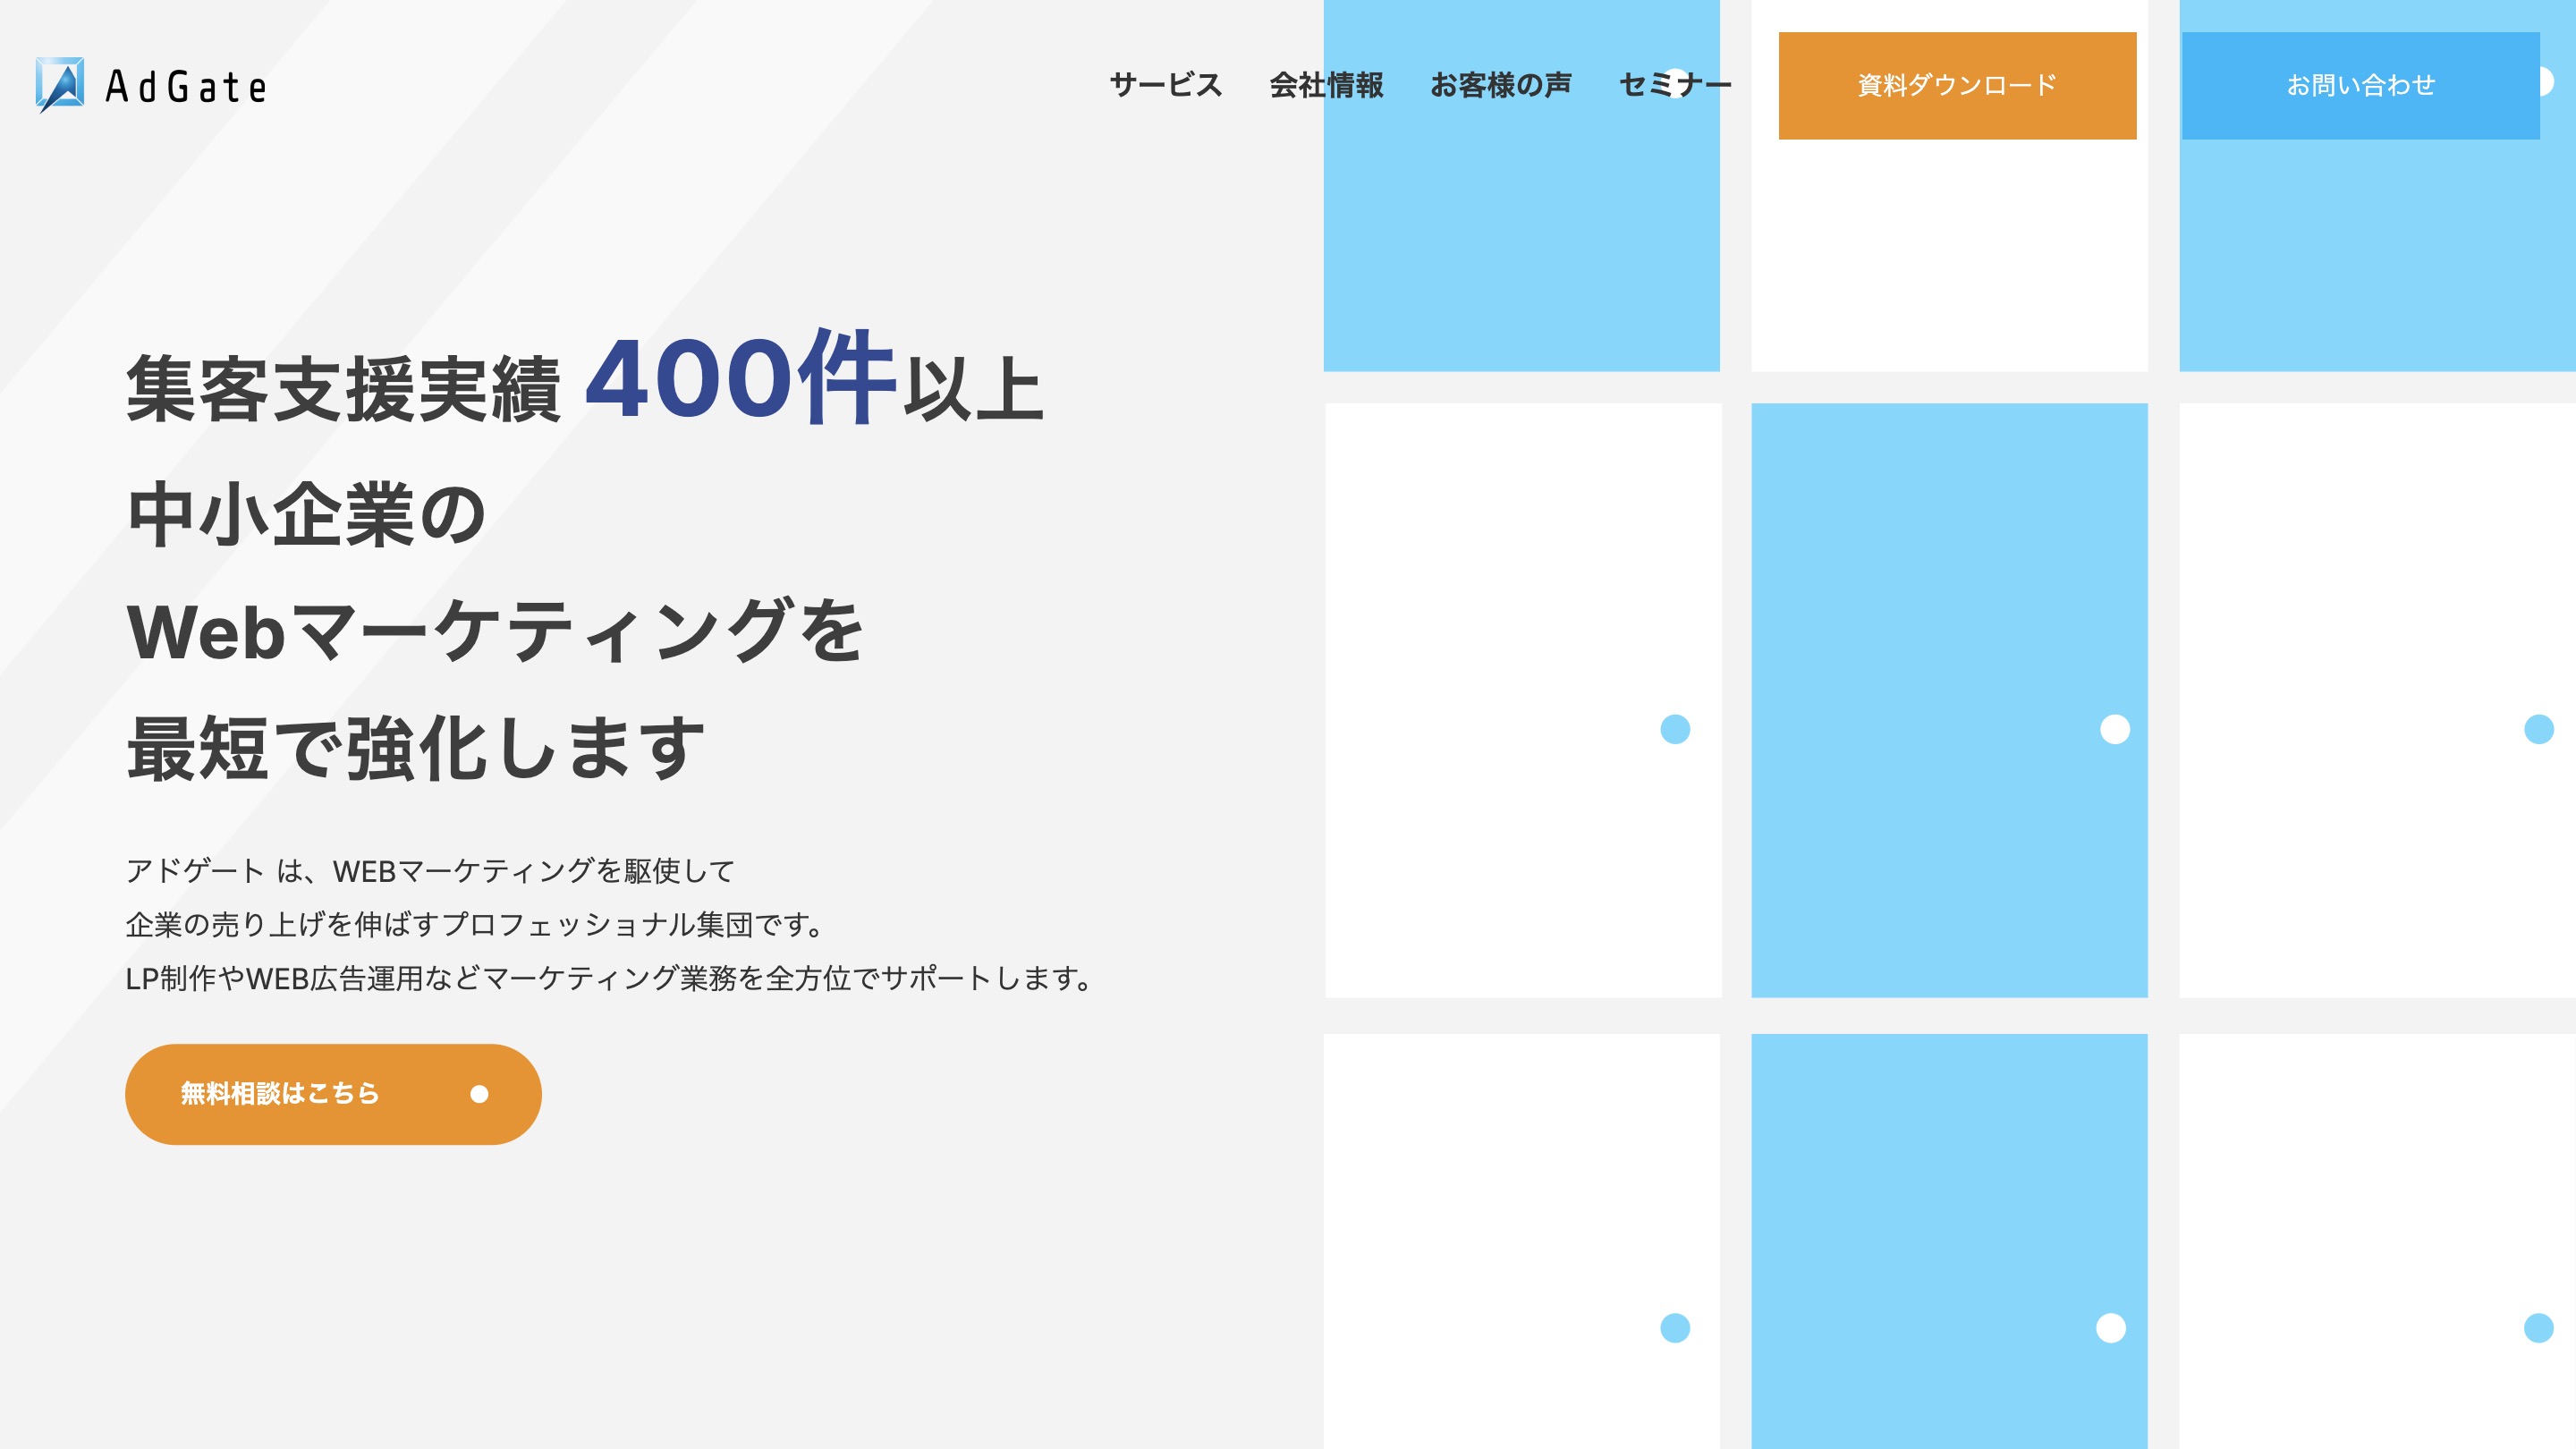 AdGate
サービス 会社情報 お客様の声 セミナー 資料ダウンロード お問い合わせ
集客支援実績 400件以上
中小企業の
Webマーケティングを
最短で強化します
アドゲート は、WEBマーケティングを駆使して
企業の売り上げを伸ばすプロフェッショナル集団です。
LP制作やWEB広告運用などマーケティング業務を全方位でサポートします。
無料相談はこちら